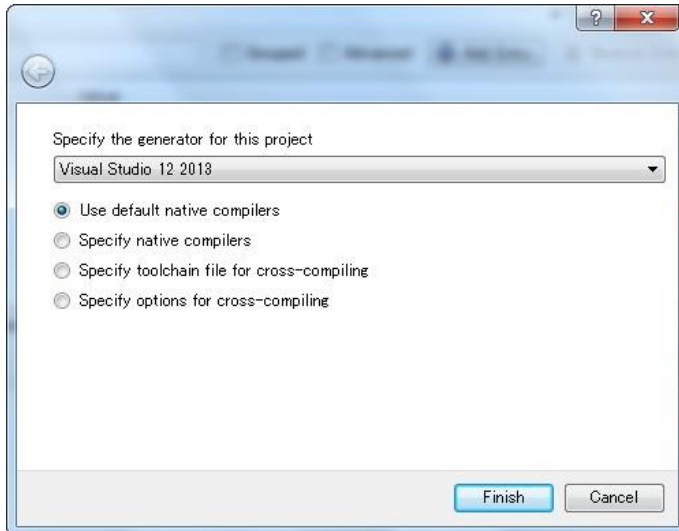 Specify the generator for this project
Visual Studio 12 2013
Use default native compilers
Specify native compilers
Specify toolchain file for cross-compiling
Specify options for cross-compiling
Finish
Cancel